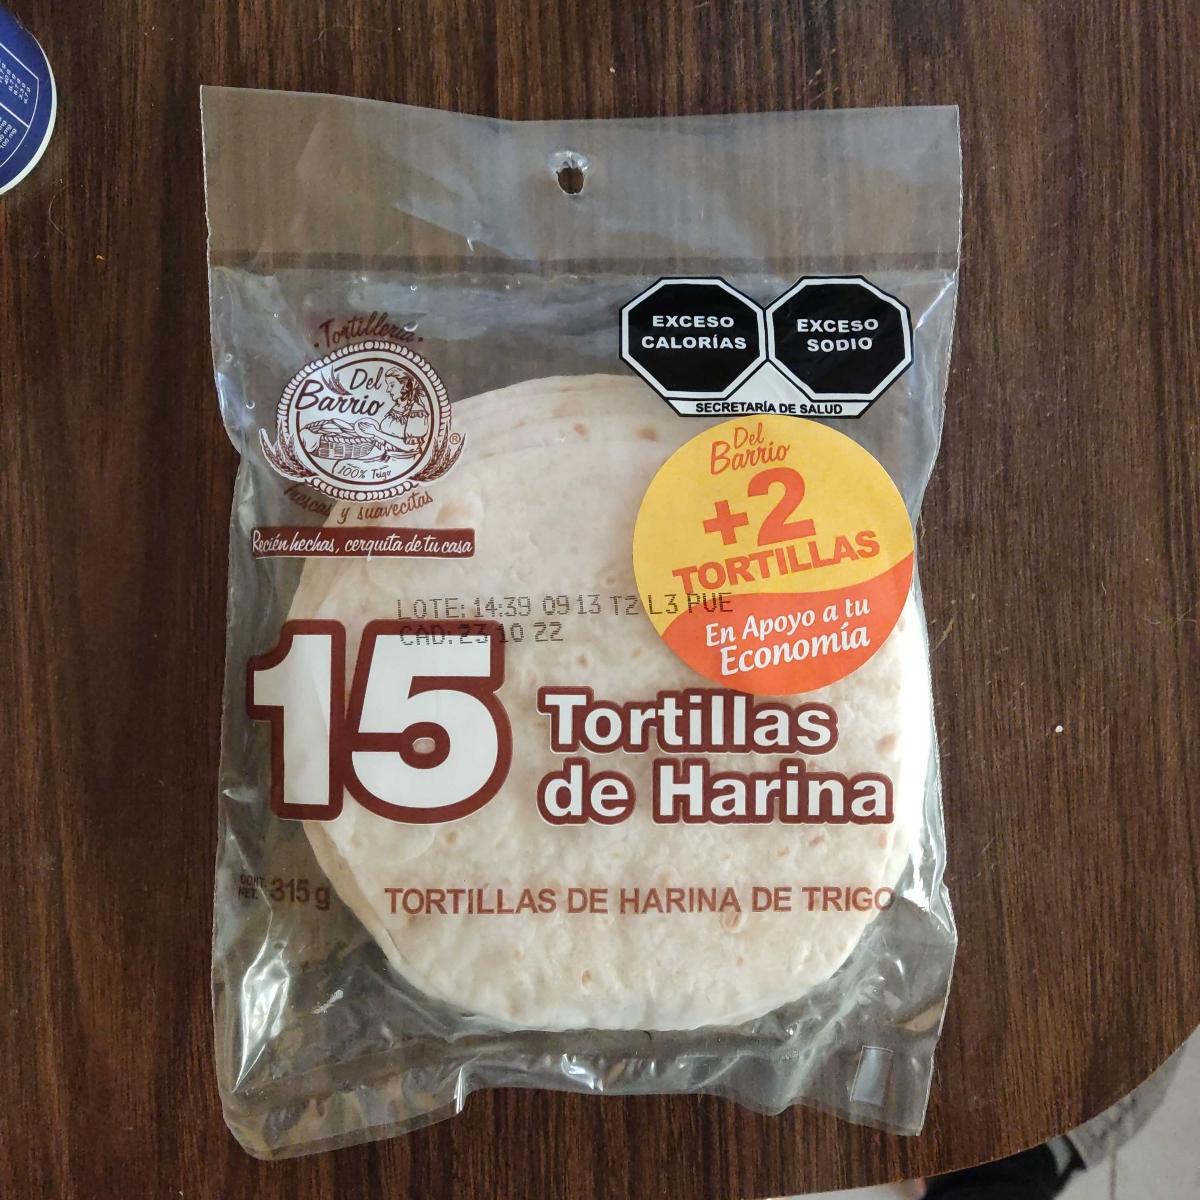 EXCESO
CALORÍAS
EXCESO
SODIO
SECRETARÍA DE SALUD
Tortillería
Del
Barrio
100% Trigo
®
frescas y suavecitas
Recién hechas, cerquita de tu casa
Del
Barrio
+2
TORTILLAS
En Apoyo a tu
Economía
LOTE: 14:39 09 13 T2 L3 PUE
CAD: 23 10 22
15
Tortillas
de Harina
CONT.
NET. 315 g
TORTILLAS DE HARINA DE TRIGO